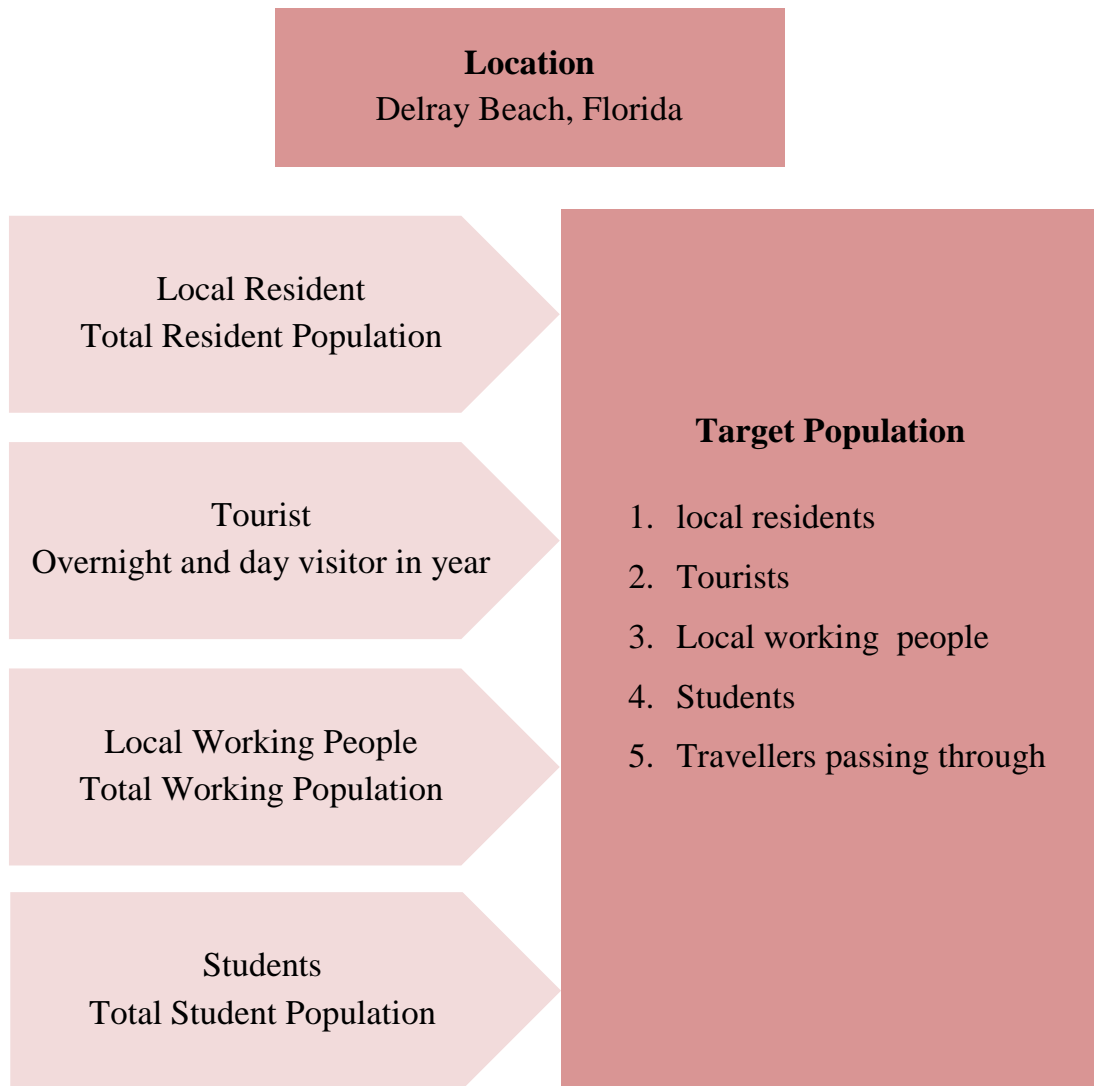 Location
Delray Beach, Florida
Local Resident
Total Resident Population
Tourist
Overnight and day visitor in year
Local Working People
Total Working Population
Students
Total Student Population
Target Population
1. local residents
2. Tourists
3. Local working  people
4. Students
5. Travellers passing through